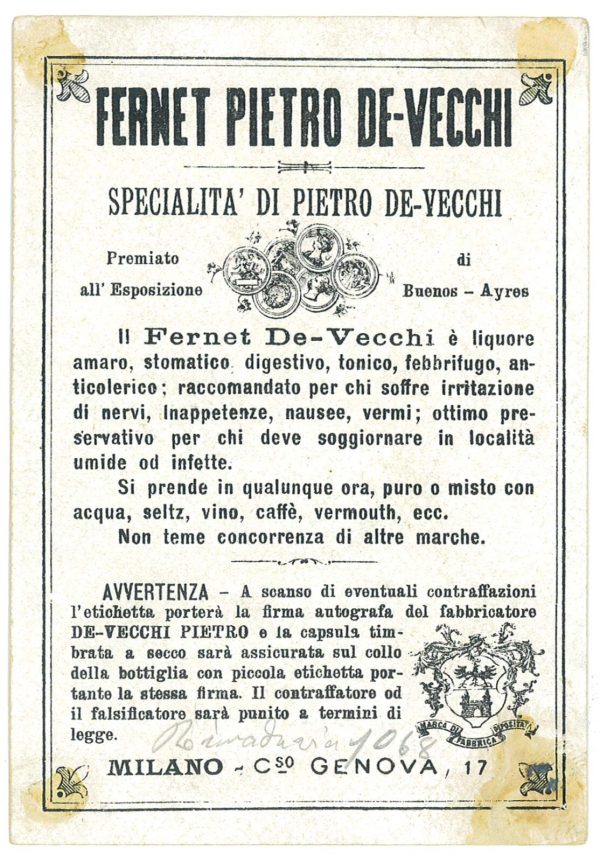 FERNET PIETRO DE-VECCHI
SPECIALITA' DI PIETRO DE-VECCHI
Premiato
all' Esposizione
di
Buenos - Ayres
Il Fernet De-Vecchi è liquore
amaro, stomatico digestivo, tonico, febbrifugo, an-
ticolerico; raccomandato per chi soffre irritazione
di nervi, Inappetenze, nausee, vermi; ottimo pre-
servativo per chi deve soggiornare in località
umide od infette.
Si prende in qualunque ora, puro o misto con
acqua, seltz, vino, caffè, vermouth, ecc.
Non teme concorrenza di altre marche.
AVVERTENZA - A scanso di eventuali contraffazioni
l'etichetta porterà la firma autografa del fabbricatore
DE-VECCHI PIETRO e la capsula tim-
brata a secco sarà assicurata sul collo
della bottiglia con piccola etichetta por-
tante la stessa firma. Il contraffatore od
il falsificatore sarà punito a termini di
legge.
MARCA DI FABBRICA DEPOSITA
1068
MILANO - Cso GENOVA, 17